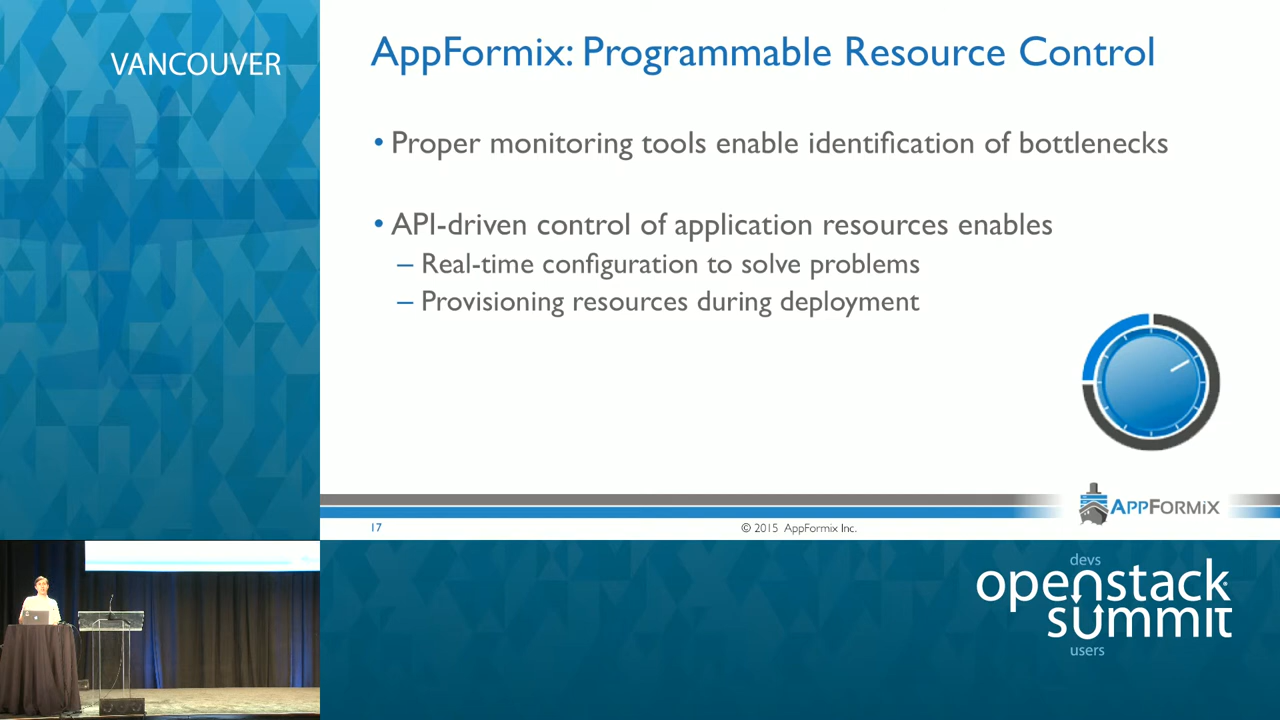 VANCOUVER
AppFormix: Programmable Resource Control
• Proper monitoring tools enable identification of bottlenecks
• API-driven control of application resources enables
– Real-time configuration to solve problems
– Provisioning resources during deployment
APPFORMIX
17
© 2015 AppFormix Inc.
devs
openstack
summit
users